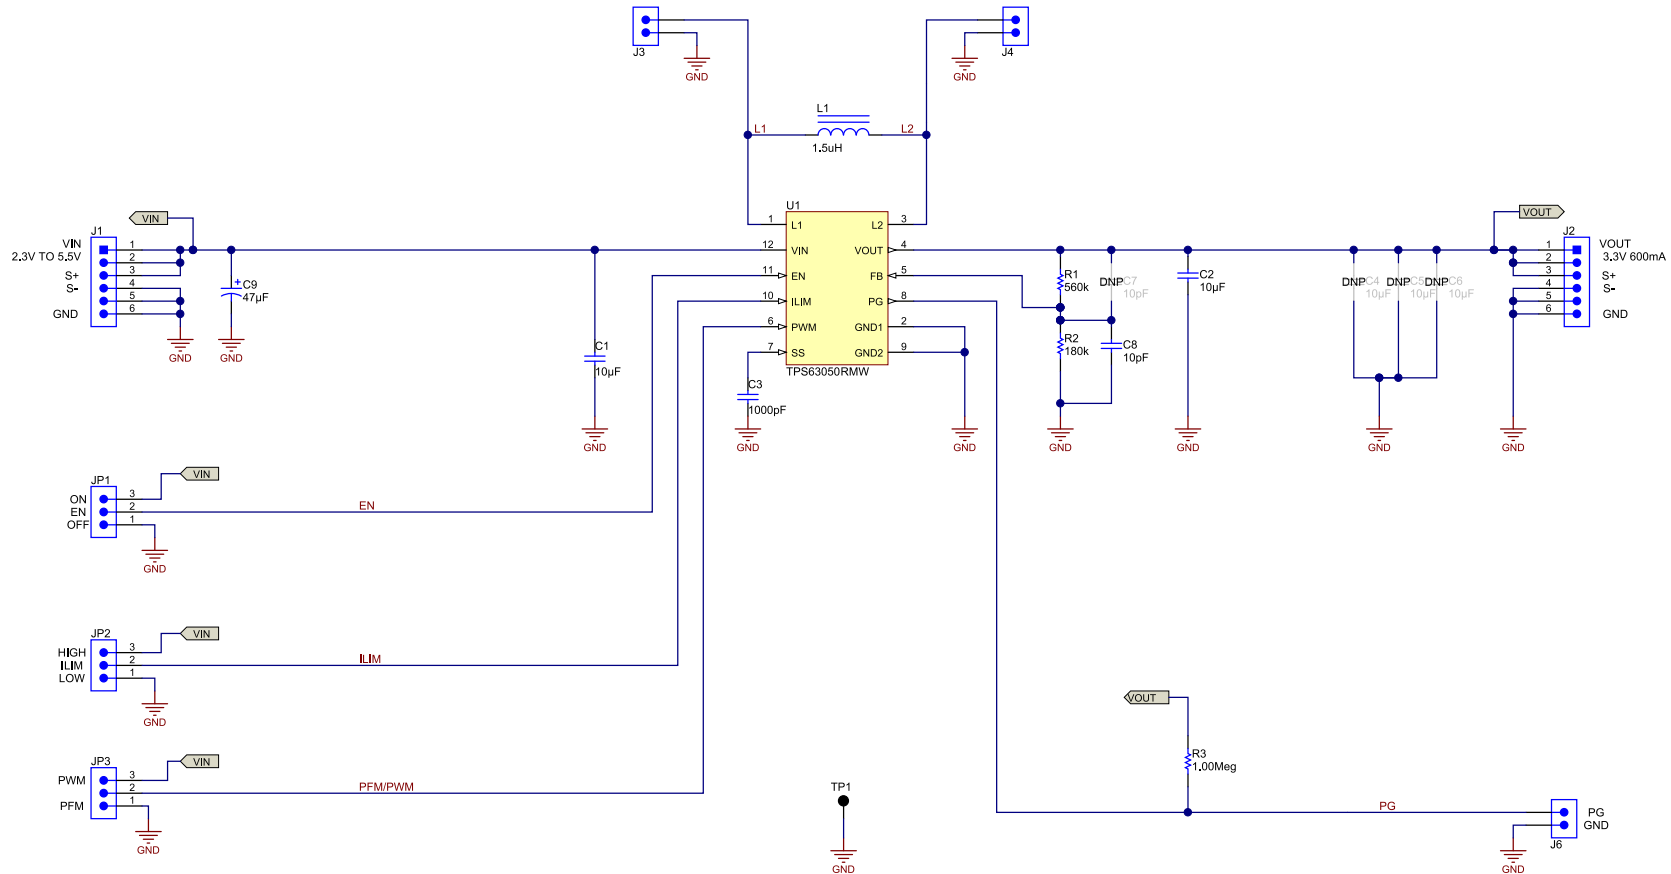 J3
GND
J4
GND
L1
L1
L2
1.5uH
U1
1 L1
L2 3
12 VIN
VOUT 4
11 EN
FB 5
10 ILIM
PG 8
6 PWM
GND1 2
7 SS
GND2 9
TPS63050RMW
VIN
J1
VIN
2.3V TO 5.5V
S+
S-
GND
1
2
3
4
5
6
GND
+
C9
47µF
GND
C1
10µF
GND
C3
1000pF
GND
GND
R1
560k
DNP C7
10pF
R2
180k
C8
10pF
GND
C2
10µF
GND
DNP C4
10µF
DNP C5
10µF
DNP C6
10µF
GND
VOUT
J2
1
2
3
4
5
6
VOUT
3.3V 600mA
S+
S-
GND
GND
JP1
VIN
ON 3
EN 2
OFF 1
EN
GND
JP2
VIN
HIGH 3
ILIM 2
LOW 1
ILIM
GND
JP3
VIN
PWM 3
2
PFM 1
PFM/PWM
GND
TP1
GND
VOUT
R3
1.00Meg
PG
PG
GND
J6
GND